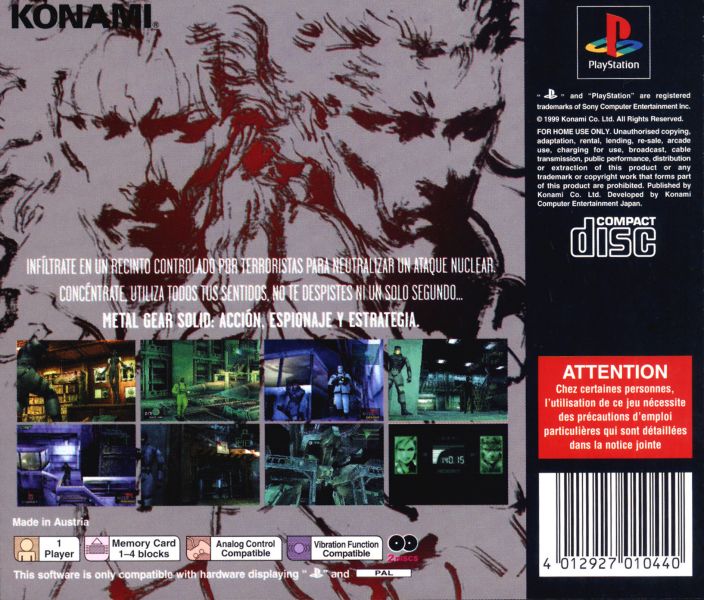 KONAMI®
INFÍLTRATE EN UN RECINTO CONTROLADO POR TERRORISTAS PARA NEUTRALIZAR UN ATAQUE NUCLEAR.
CONCÉNTRATE, UTILIZA TODOS TUS SENTIDOS, NO TE DESPISTES NI UN SOLO SEGUNDO...
METAL GEAR SOLID: ACCIÓN, ESPIONAJE Y ESTRATEGIA.
140.15
Made in Austria
1
Player
Memory Card
1–4 blocks
Analog Control
Compatible
Vibration Function
Compatible
2 DISCS
This software is only compatible with hardware displaying " " and
PAL
PlayStation
" " and "PlayStation" are registered
trademarks of Sony Computer Entertainment Inc.
© 1999 Konami Co. Ltd. All Rights Reserved.
FOR HOME USE ONLY. Unauthorised copying,
adaptation, rental, lending, re-sale, arcade
use, charging for use, broadcast, cable
transmission, public performance, distribution
or extraction of this product or any
trademark or copyright work that forms part
of this product are prohibited. Published by
Konami Co. Ltd. Developed by Konami
Computer Entertainment Japan.
COMPACT
disc
ATTENTION
Chez certaines personnes,
l'utilisation de ce jeu nécessite
des précautions d'emploi
particulières qui sont détaillées
dans la notice jointe
4 012927 010440